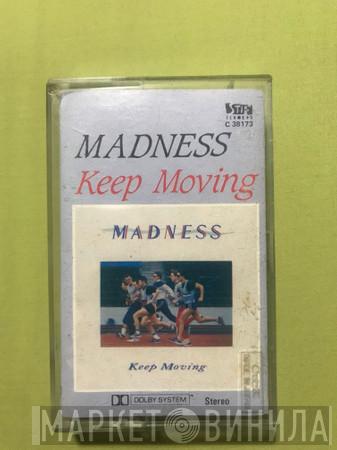 C 38173
MADNESS
Keep Moving
MADNESS
Keep Moving
DOLBY SYSTEM
Stereo
МАРКЕТ ВИНИЛА